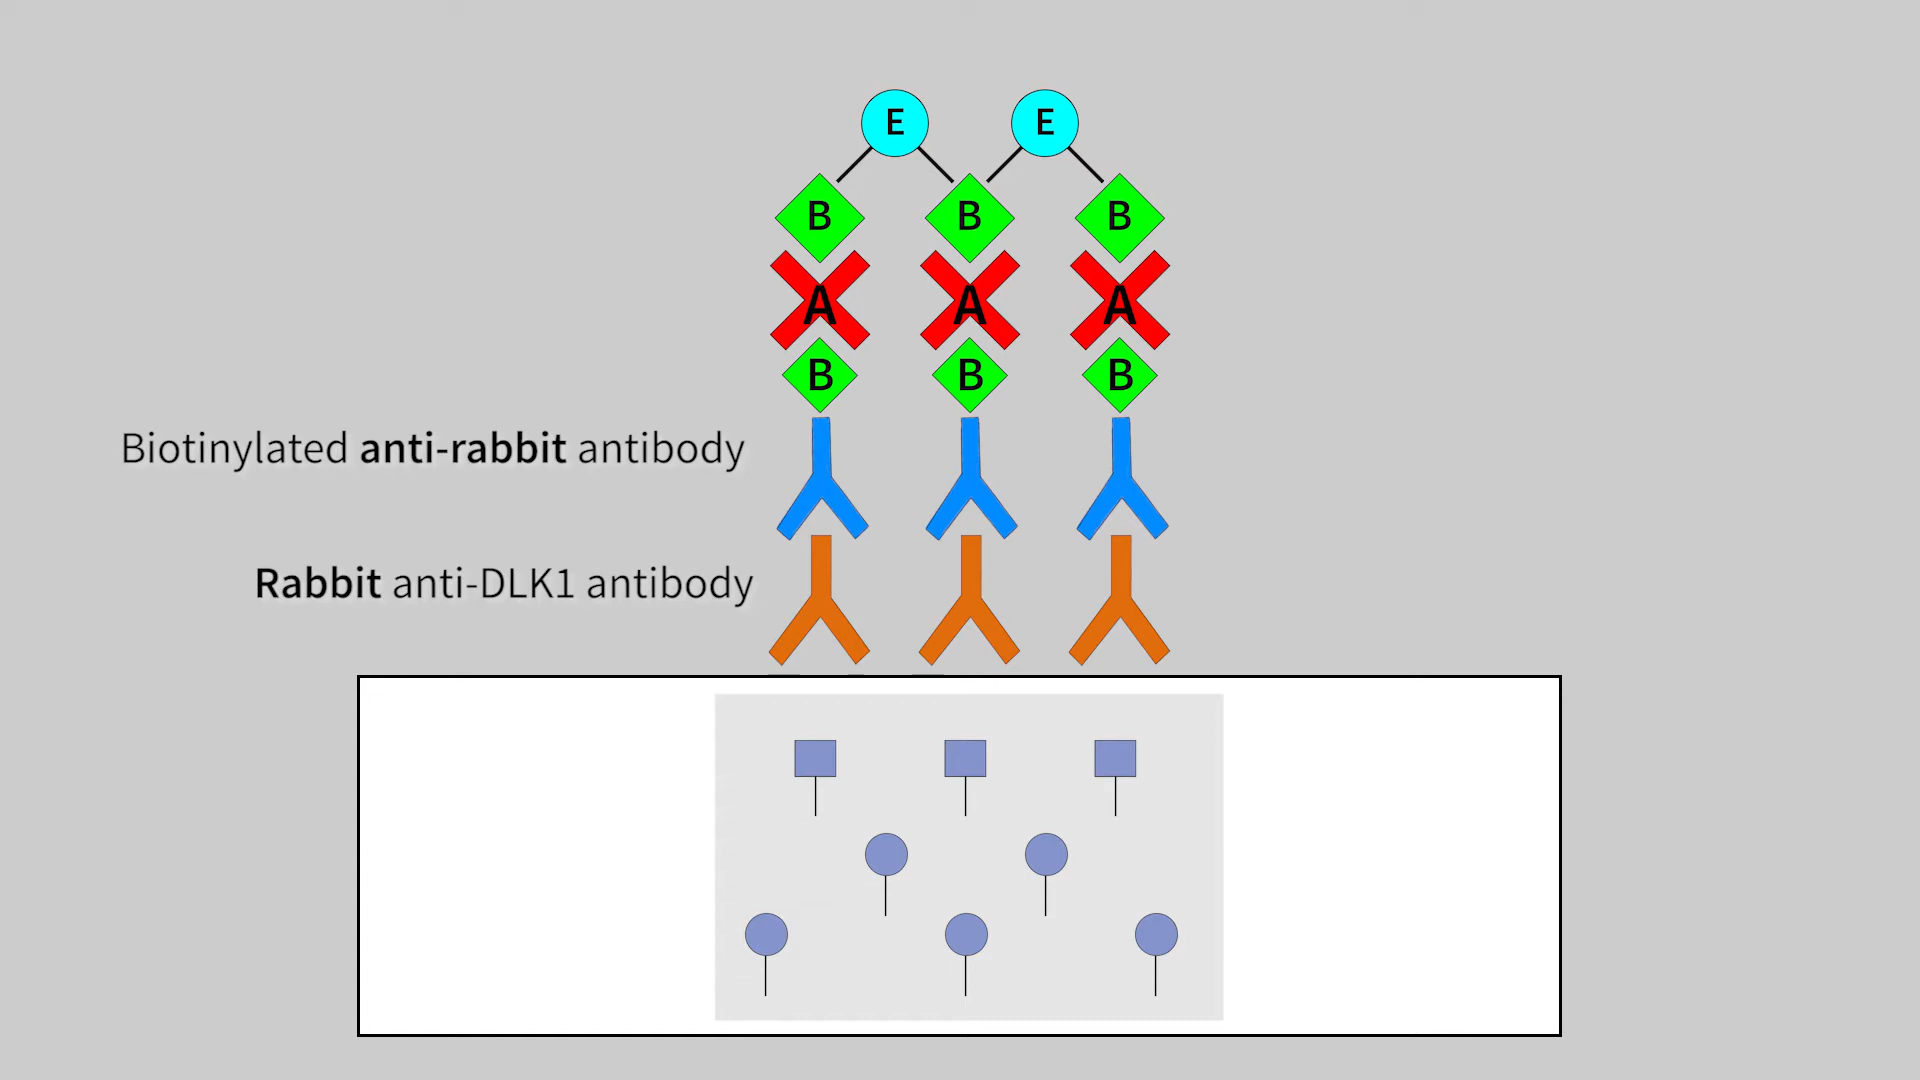 E E
B B B
A A A
B B B
Biotinylated anti-rabbit antibody
Rabbit anti-DLK1 antibody